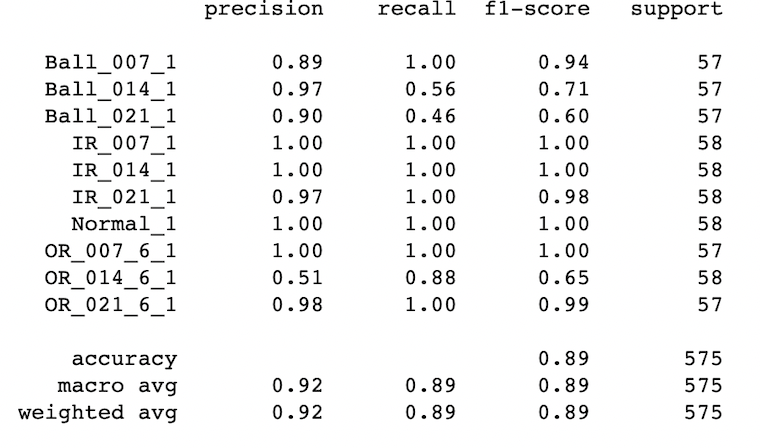 precision recall f1-score support
Ball_007_1 0.89 1.00 0.94 57
Ball_014_1 0.97 0.56 0.71 57
Ball_021_1 0.90 0.46 0.60 57
IR_007_1 1.00 1.00 1.00 58
IR_014_1 1.00 1.00 1.00 58
IR_021_1 0.97 1.00 0.98 58
Normal_1 1.00 1.00 1.00 58
OR_007_6_1 1.00 1.00 1.00 57
OR_014_6_1 0.51 0.88 0.65 58
OR_021_6_1 0.98 1.00 0.99 57
accuracy 0.89 575
macro avg 0.92 0.89 0.89 575
weighted avg 0.92 0.89 0.89 575